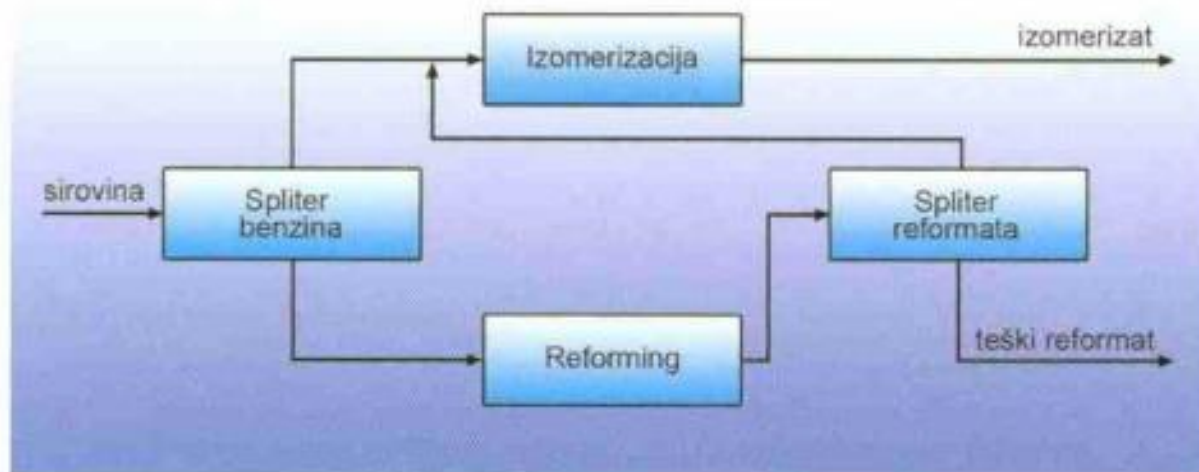 Izomerizacija
izomerizat
sirovina
Spliter
benzina
Spliter
reformata
Reforming
teški reformat